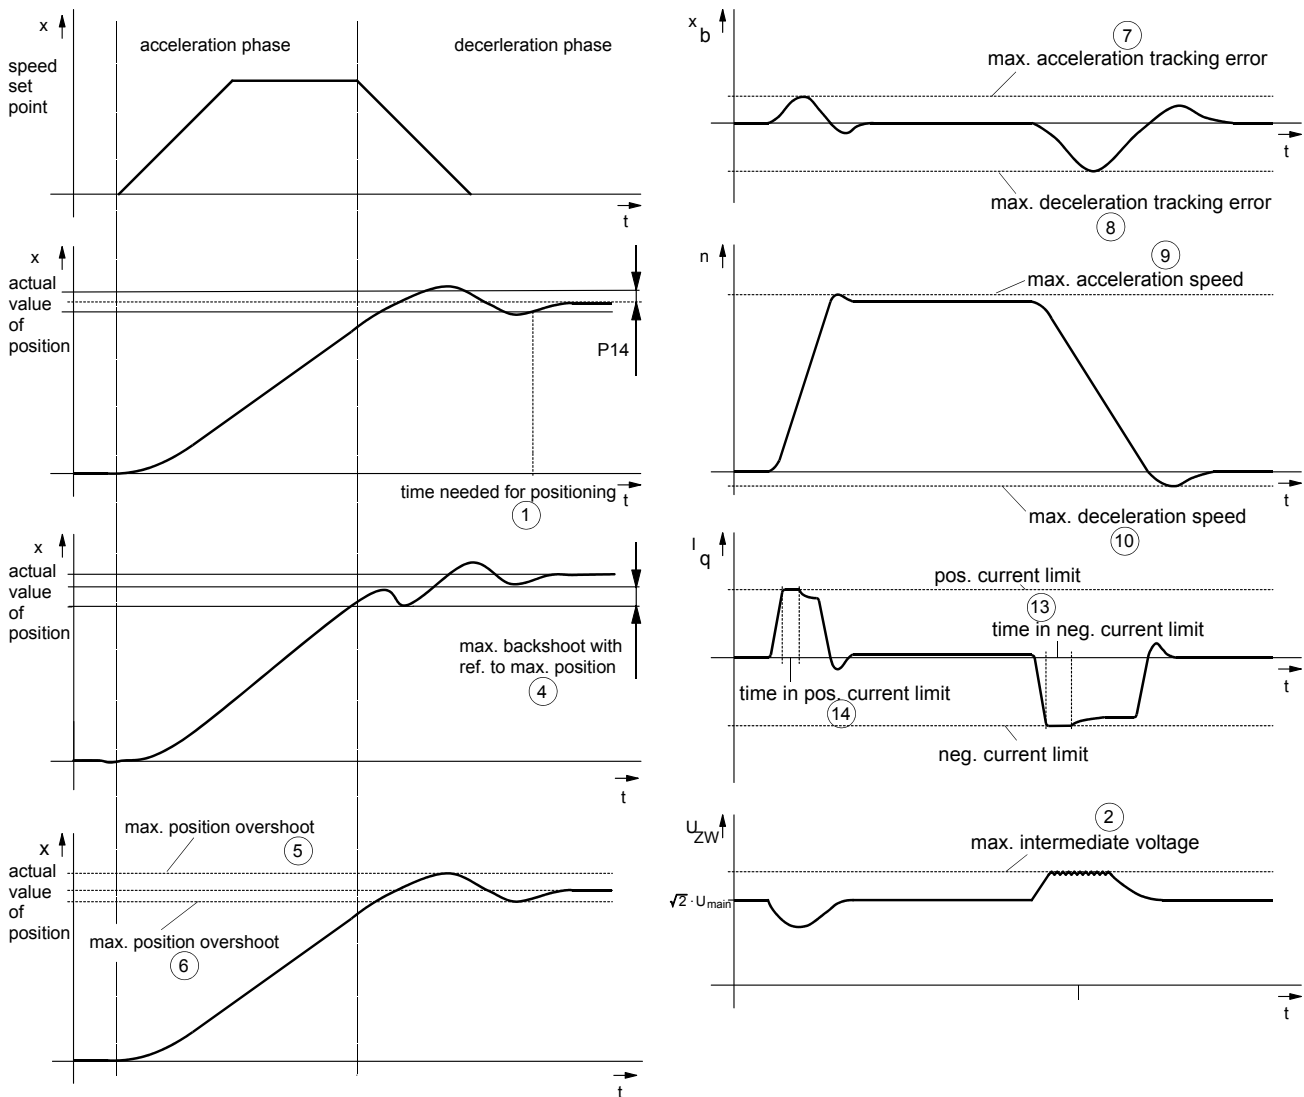 x
acceleration phase
decerleration phase
speed
set
point
t
x
actual
value
of
position
P14
time needed for positioning
t
1
x
actual
value
of
position
max. backshoot with
ref. to max. position
4
t
max. position overshoot
5
x
actual
value
of
position
max. position overshoot
6
t
x b
7
max. acceleration tracking error
t
max. deceleration tracking error
8
n
9
max. acceleration speed
t
max. deceleration speed
10
I q
pos. current limit
13
time in neg. current limit
t
time in pos. current limit
14
neg. current limit
U ZW
2
max. intermediate voltage
√2 · U main
t